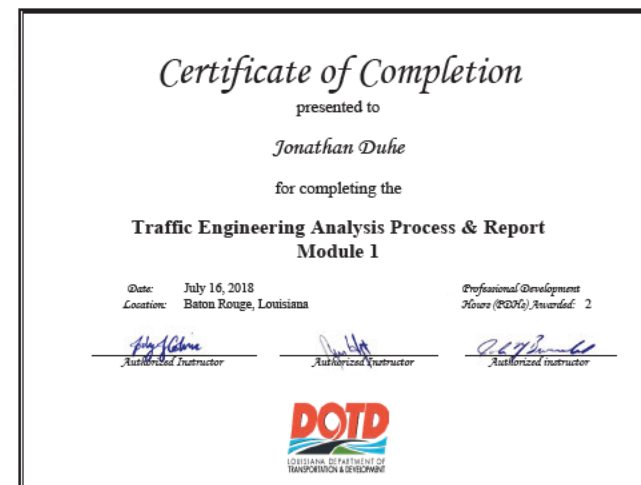 Certificate of Completion
presented to
Jonathan Duhe
for completing the
Traffic Engineering Analysis Process & Report
Module 1
Date: July 16, 2018
Location: Baton Rouge, Louisiana
Professional Development
Hours (PDHs) Awarded: 2
Authorized Instructor
Authorized Instructor
Authorized instructor
DOTD
LOUISIANA DEPARTMENT OF
TRANSPORTATION & DEVELOPMENT